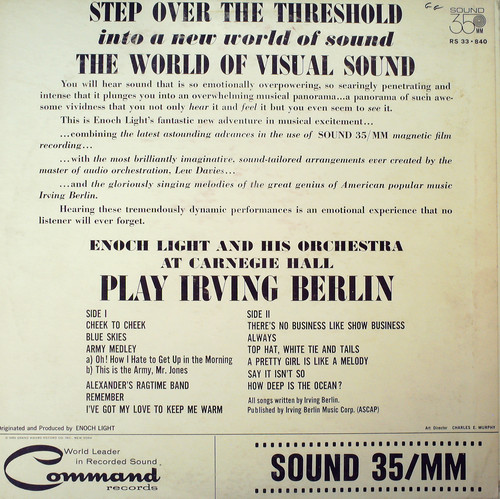 STEP OVER THE THRESHOLD
into a new world of sound
THE WORLD OF VISUAL SOUND
SOUND
35MM
RS 33-840
You will hear sound that is so emotionally overpowering, so searingly penetrating and
intense that it plunges you into an overwhelming musical panorama...a panorama of such awe-
some vividness that you not only hear it and feel it but you even seem to see it.
This is Enoch Light's fantastic new adventure in musical excitement...
...combining the latest astounding advances in the use of SOUND 35/MM magnetic film
recording...
...with the most brilliantly imaginative, sound-tailored arrangements ever created by the
master of audio orchestration, Lew Davies...
...and the gloriously singing melodies of the great genius of American popular music
Irving Berlin.
Hearing these tremendously dynamic performances is an emotional experience that no
listener will ever forget.
ENOCH LIGHT AND HIS ORCHESTRA
AT CARNEGIE HALL
PLAY IRVING BERLIN
SIDE I
CHEEK TO CHEEK
BLUE SKIES
ARMY MEDLEY
a) Oh! How I Hate to Get Up in the Morning
b) This is the Army, Mr. Jones
ALEXANDER'S RAGTIME BAND
REMEMBER
I'VE GOT MY LOVE TO KEEP ME WARM
SIDE II
THERE'S NO BUSINESS LIKE SHOW BUSINESS
ALWAYS
TOP HAT, WHITE TIE AND TAILS
A PRETTY GIRL IS LIKE A MELODY
SAY IT ISN'T SO
HOW DEEP IS THE OCEAN?
All songs written by Irving Berlin.
Published by Irving Berlin Music Corp. (ASCAP)
Originated and Produced by ENOCH LIGHT
Art Director CHARLES E. MURPHY
World Leader
in Recorded Sound
Command
records
SOUND 35/MM